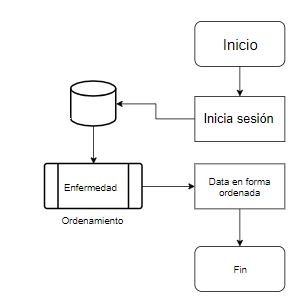 Inicio
Inicia sesión
Enfermedad
Ordenamiento
Data en forma
ordenada
Fin